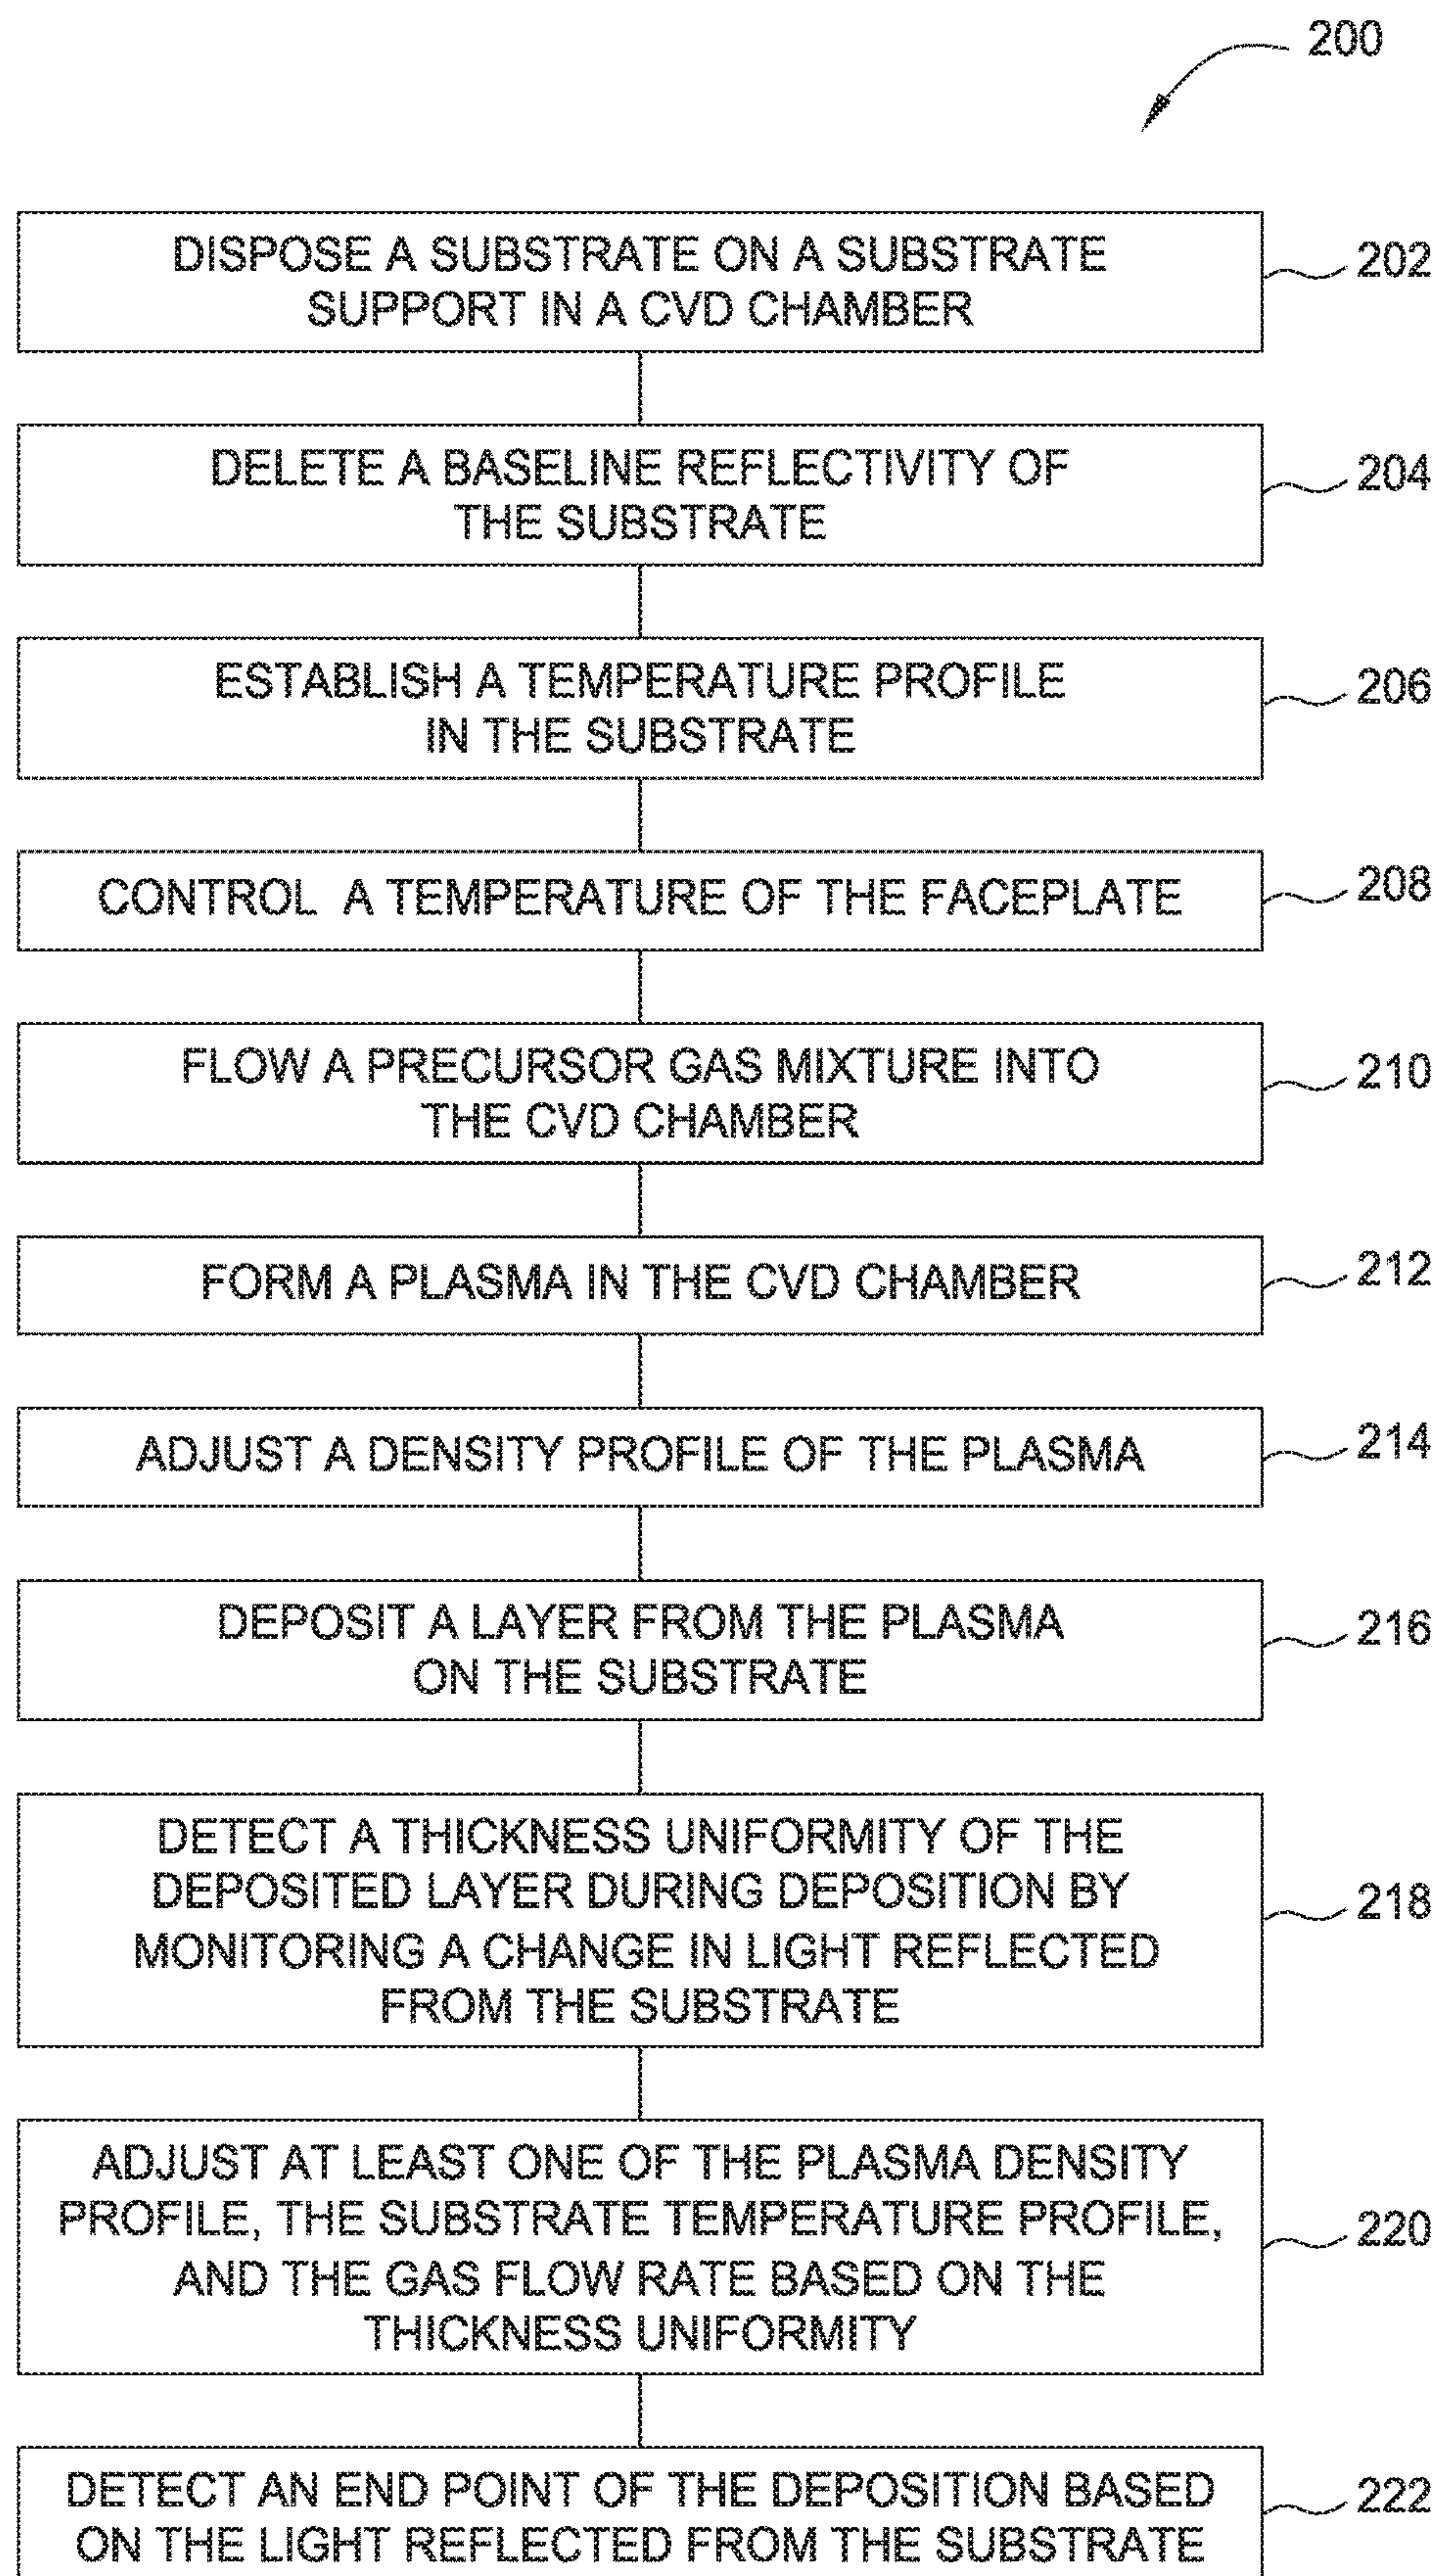 200
DISPOSE A SUBSTRATE ON A SUBSTRATE
SUPPORT IN A CVD CHAMBER
202
DELETE A BASELINE REFLECTIVITY OF
THE SUBSTRATE
204
ESTABLISH A TEMPERATURE PROFILE
IN THE SUBSTRATE
206
CONTROL A TEMPERATURE OF THE FACEPLATE
208
FLOW A PRECURSOR GAS MIXTURE INTO
THE CVD CHAMBER
210
FORM A PLASMA IN THE CVD CHAMBER
212
ADJUST A DENSITY PROFILE OF THE PLASMA
214
DEPOSIT A LAYER FROM THE PLASMA
ON THE SUBSTRATE
216
DETECT A THICKNESS UNIFORMITY OF THE
DEPOSITED LAYER DURING DEPOSITION BY
MONITORING A CHANGE IN LIGHT REFLECTED
FROM THE SUBSTRATE
218
ADJUST AT LEAST ONE OF THE PLASMA DENSITY
PROFILE, THE SUBSTRATE TEMPERATURE PROFILE,
AND THE GAS FLOW RATE BASED ON THE
THICKNESS UNIFORMITY
220
DETECT AN END POINT OF THE DEPOSITION BASED
ON THE LIGHT REFLECTED FROM THE SUBSTRATE
222